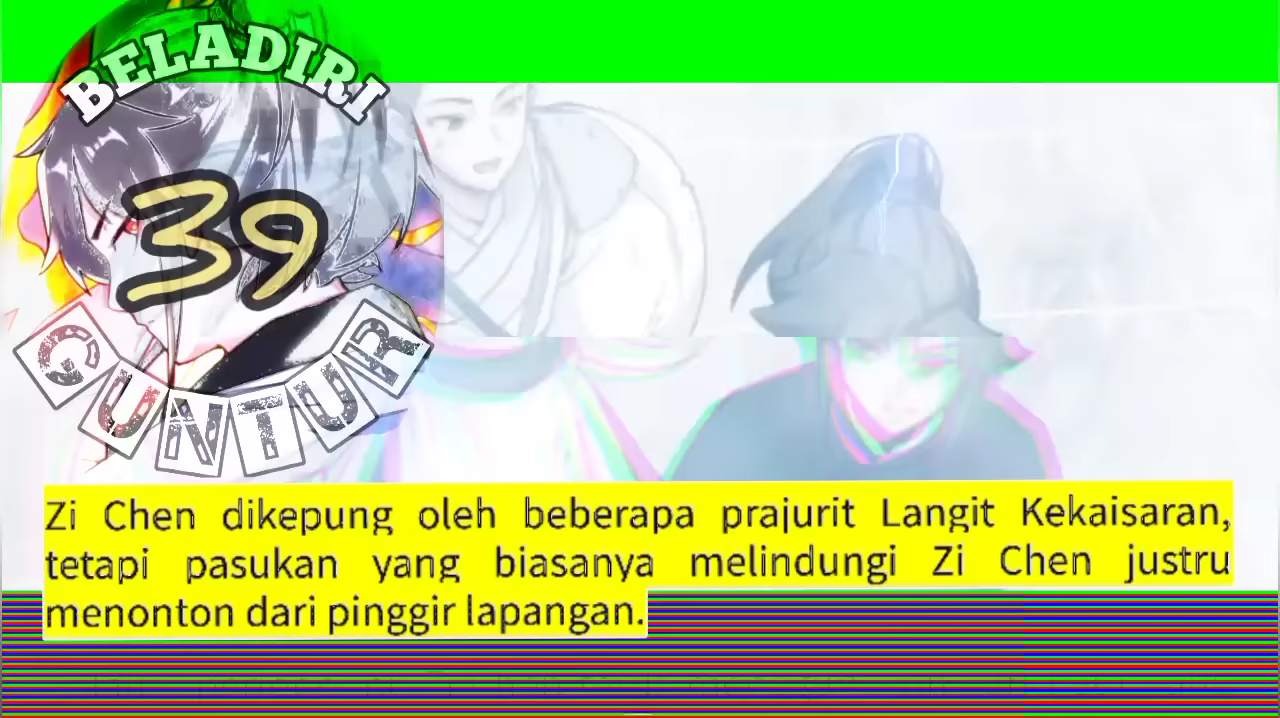 BELADIRI
39
GUNTUR
Zi Chen dikepung oleh beberapa prajurit Langit Kekaisaran,
tetapi pasukan yang biasanya melindungi Zi Chen justru
menonton dari pinggir lapangan.